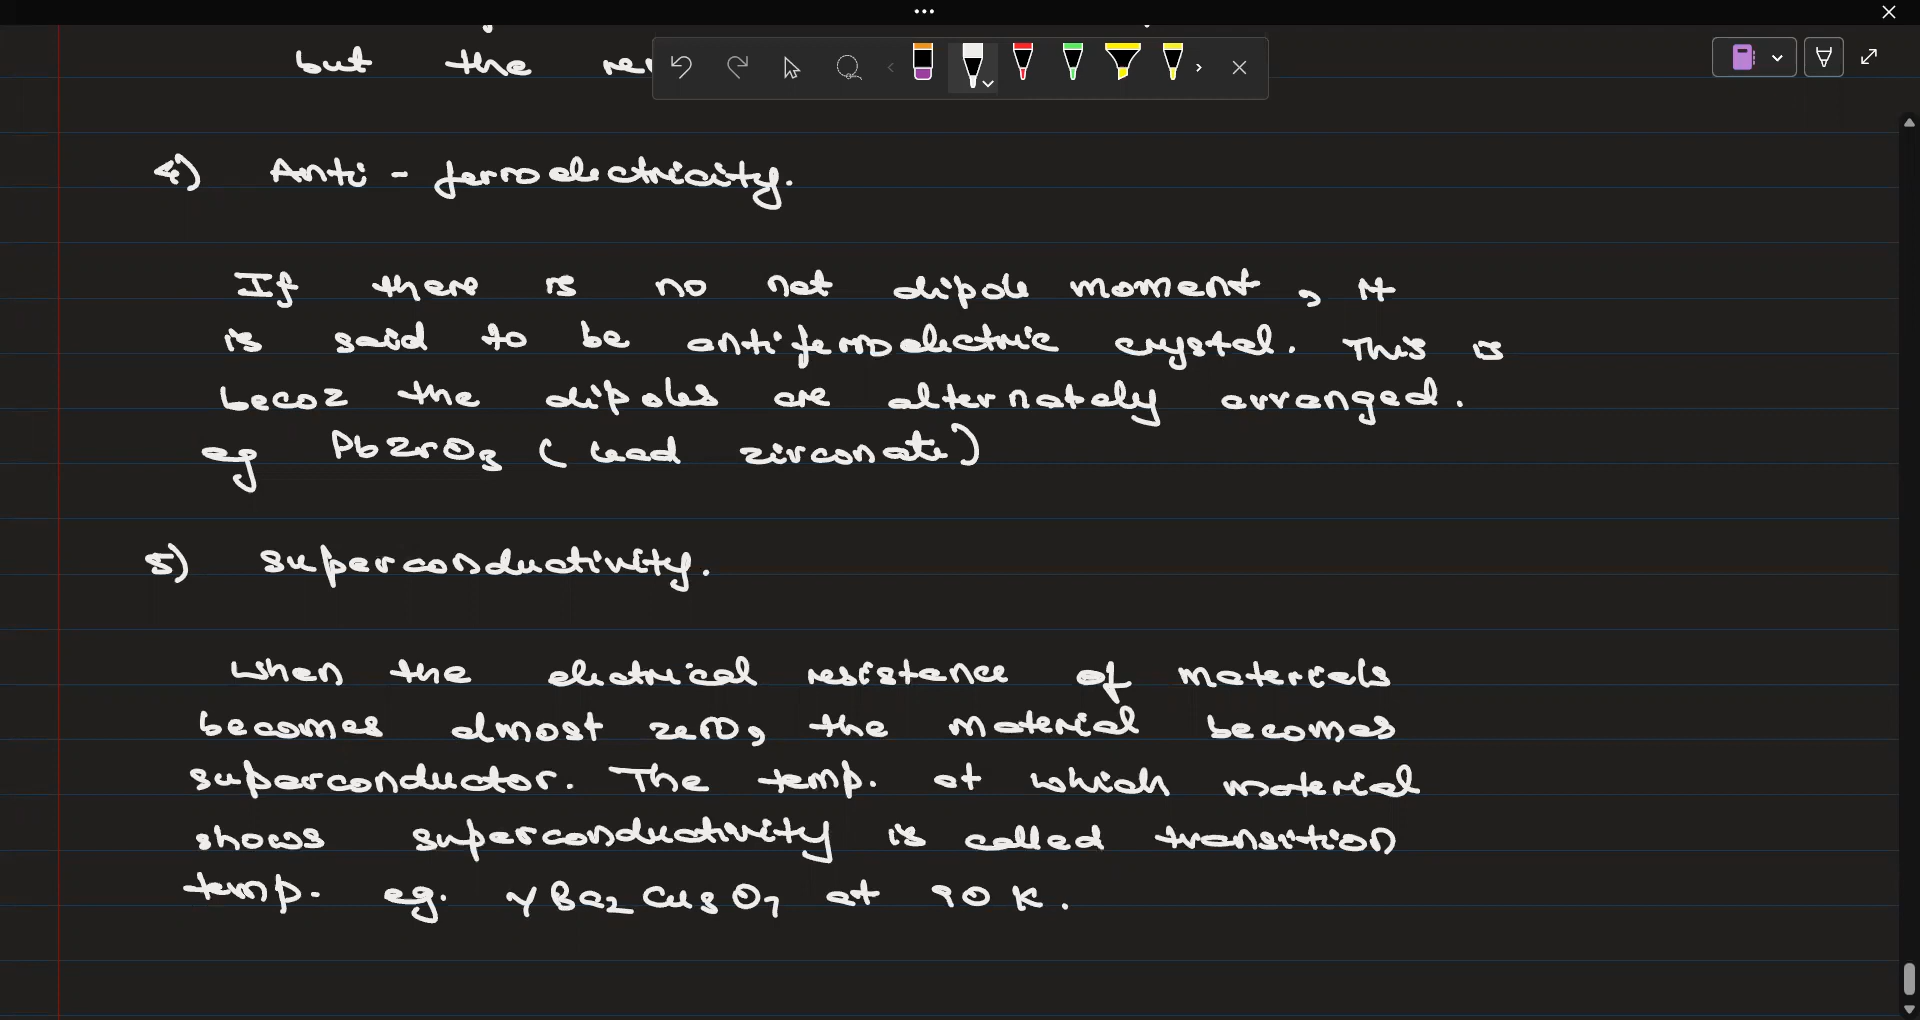 but the
4) Anti - ferroelectricity.
If there is no net dipole moment, it
is said to be antiferroelectric crystal. This is
becoz the dipoles are alternately arranged.
eg PbZrO3 (lead zirconate)
5) superconductivity.
When the electrical resistance of materials
becomes almost zero, the material becomes
superconductor. The temp. at which material
shows superconductivity is called transition
temp. eg. YBa2Cu3O7 at 90 K.